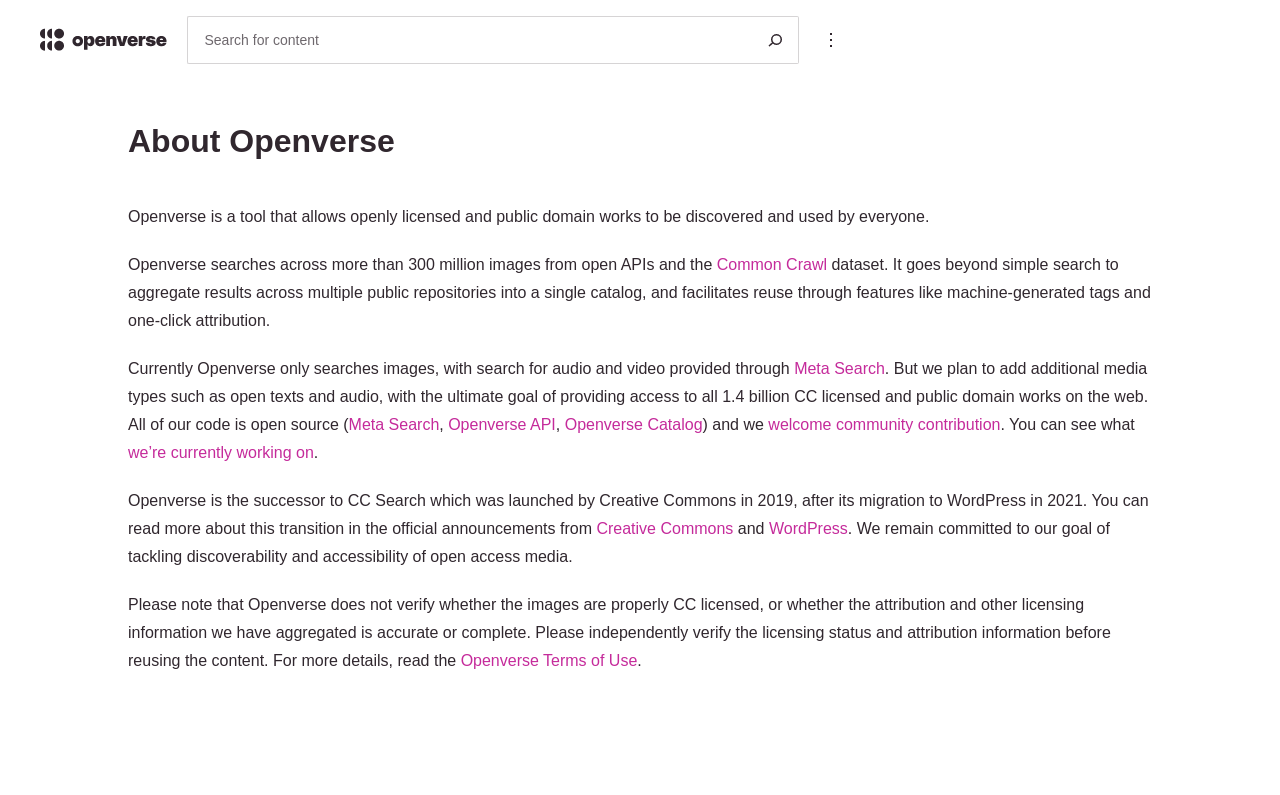 openverse
Search for content
About Openverse
Openverse is a tool that allows openly licensed and public domain works to be discovered and used by everyone.
Openverse searches across more than 300 million images from open APIs and the Common Crawl dataset. It goes beyond simple search to
aggregate results across multiple public repositories into a single catalog, and facilitates reuse through features like machine-generated tags and
one-click attribution.
Currently Openverse only searches images, with search for audio and video provided through Meta Search. But we plan to add additional media
types such as open texts and audio, with the ultimate goal of providing access to all 1.4 billion CC licensed and public domain works on the web.
All of our code is open source (Meta Search, Openverse API, Openverse Catalog) and we welcome community contribution. You can see what
we’re currently working on.
Openverse is the successor to CC Search which was launched by Creative Commons in 2019, after its migration to WordPress in 2021. You can
read more about this transition in the official announcements from Creative Commons and WordPress. We remain committed to our goal of
tackling discoverability and accessibility of open access media.
Please note that Openverse does not verify whether the images are properly CC licensed, or whether the attribution and other licensing
information we have aggregated is accurate or complete. Please independently verify the licensing status and attribution information before
reusing the content. For more details, read the Openverse Terms of Use.